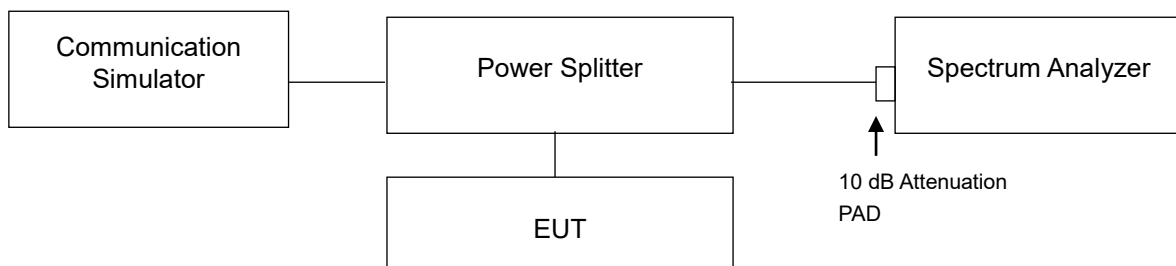 Communication
Simulator
Power Splitter
Spectrum Analyzer
10 dB Attenuation
PAD
EUT